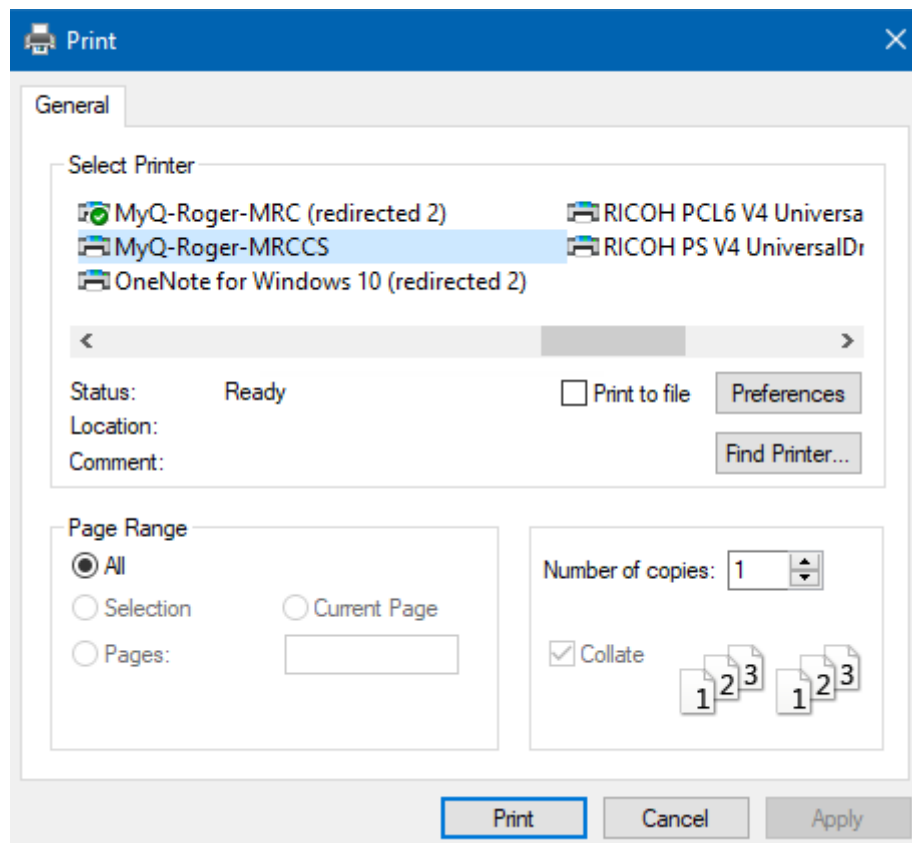 Print
General
Select Printer
MyQ-Roger-MRC (redirected 2)
RICOH PCL6 V4 Universa
MyQ-Roger-MRCCS
RICOH PS V4 UniversalDr
OneNote for Windows 10 (redirected 2)
Status: Ready
Print to file
Preferences
Location:
Comment:
Find Printer...
Page Range
All
Selection
Current Page
Pages:
Number of copies: 1
Collate
1 2 3 1 2 3
Print
Cancel
Apply